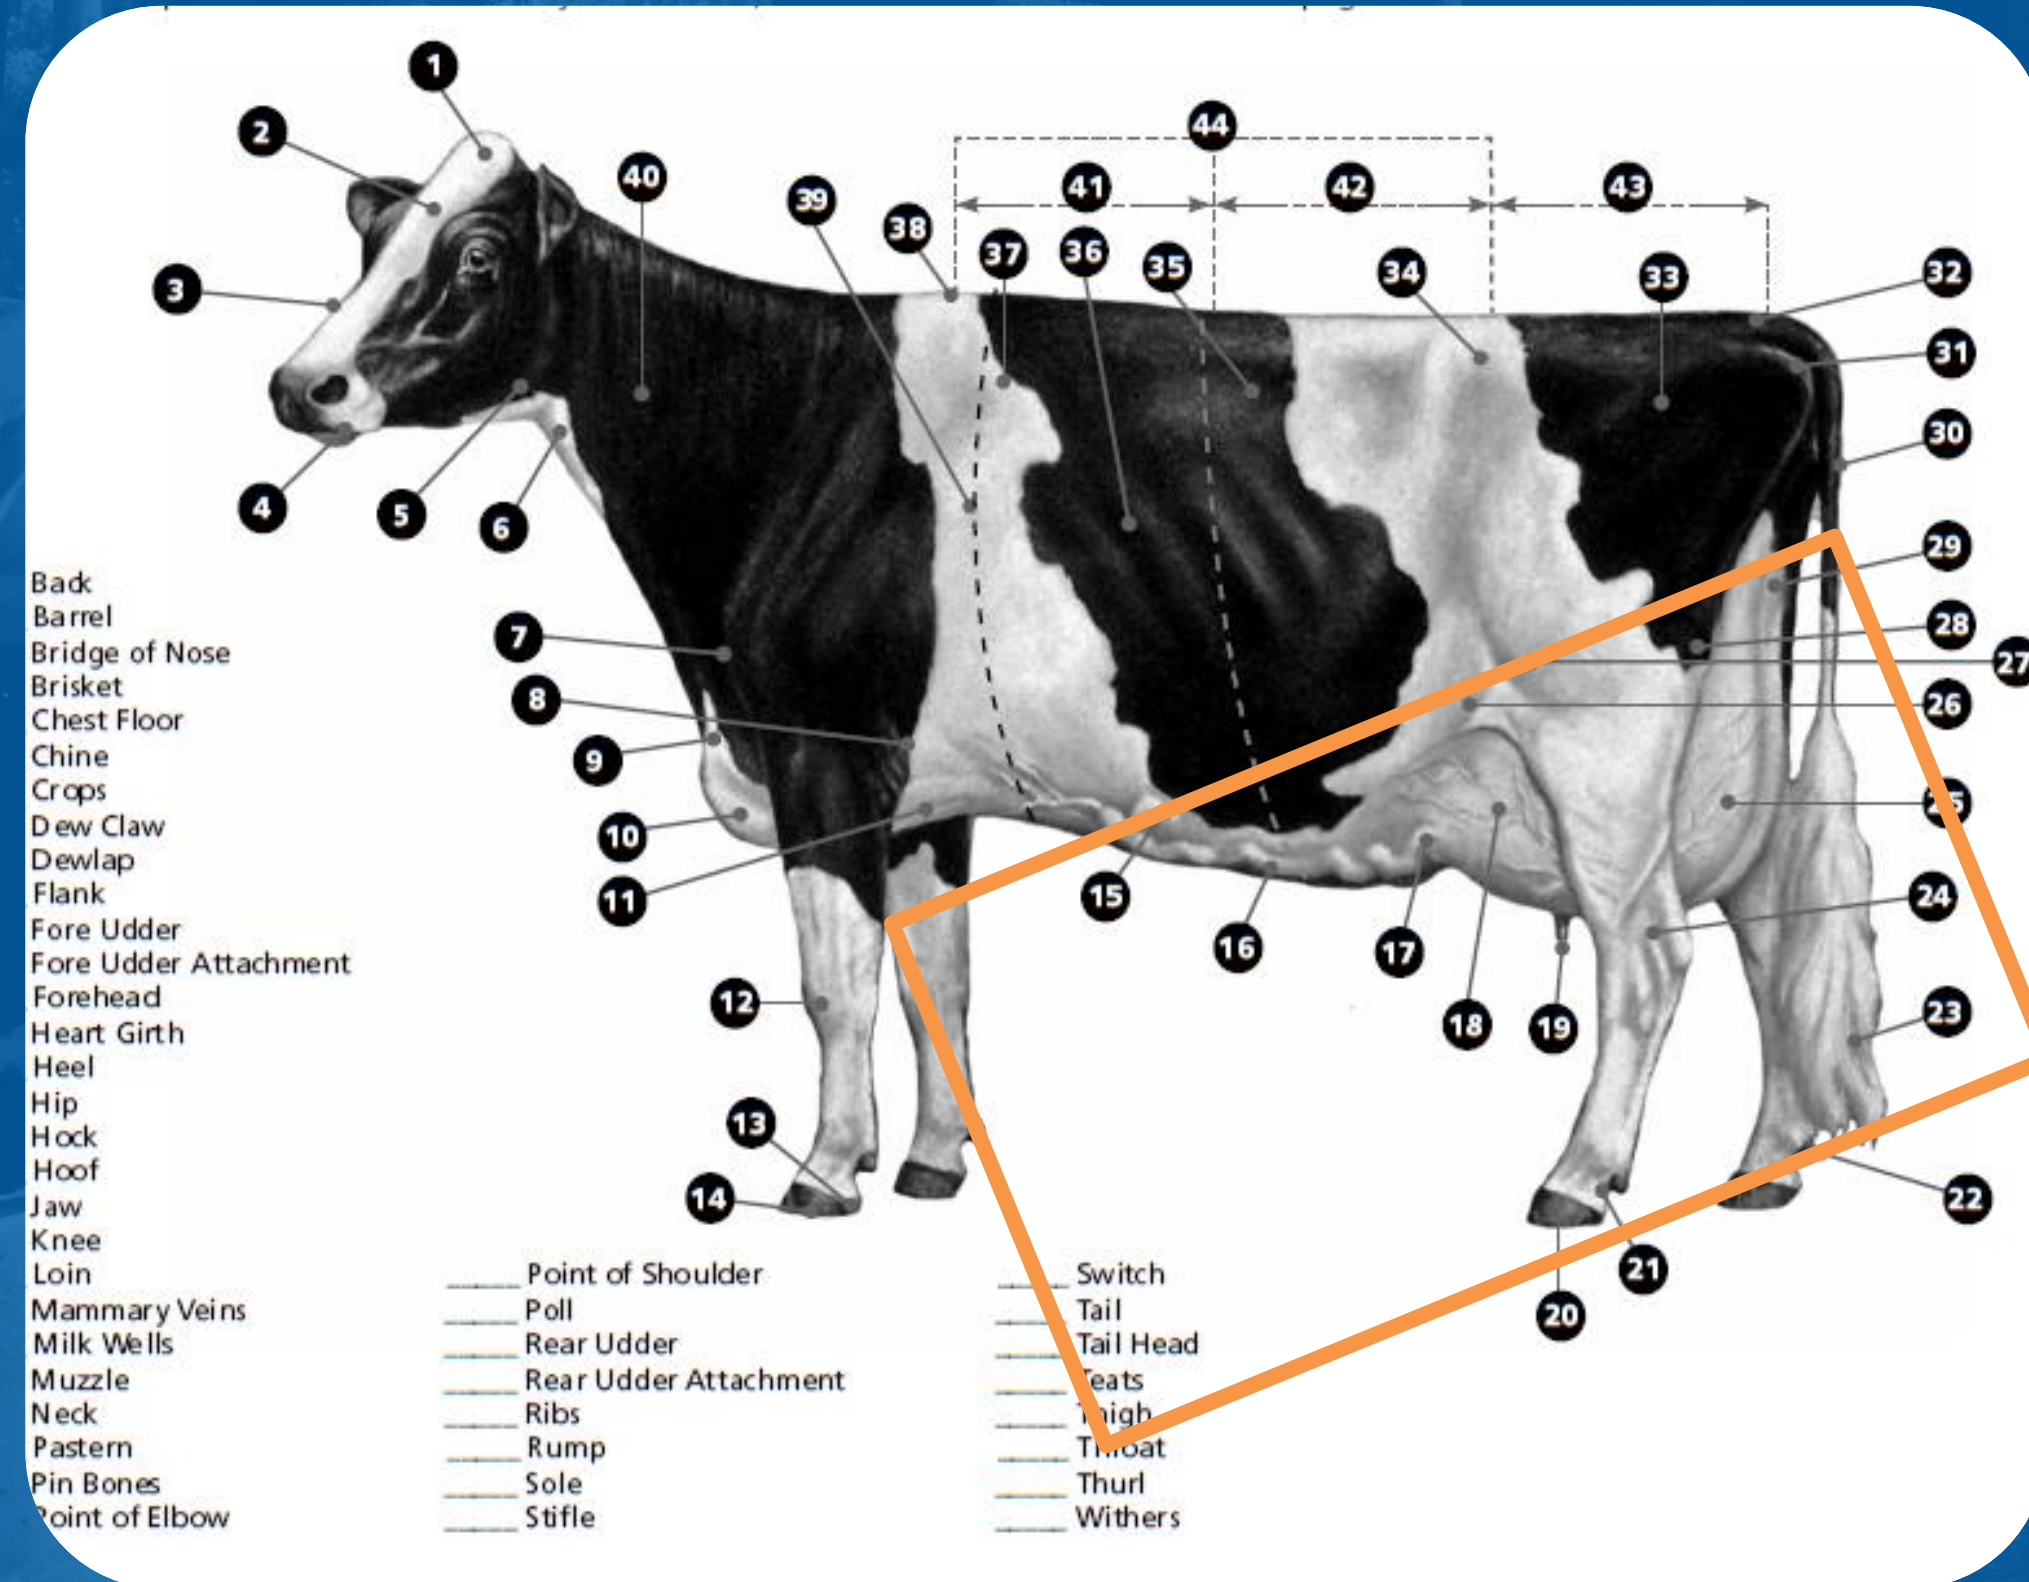 1
2
3
4
5
6
7
8
9
10
11
12
13
14
15
16
17
18
19
20
21
22
23
24
25
26
27
28
29
30
31
32
33
34
35
36
37
38
39
40
41
42
43
44
Back
Barrel
Bridge of Nose
Brisket
Chest Floor
Chine
Crops
Dew Claw
Dewlap
Flank
Fore Udder
Fore Udder Attachment
Forehead
Heart Girth
Heel
Hip
Hock
Hoof
Jaw
Knee
Loin
Mammary Veins
Milk Wells
Muzzle
Neck
Pastern
Pin Bones
Point of Elbow
Point of Shoulder
Poll
Rear Udder
Rear Udder Attachment
Ribs
Rump
Sole
Stifle
Switch
Tail
Tail Head
Teats
Thigh
Throat
Thurl
Withers